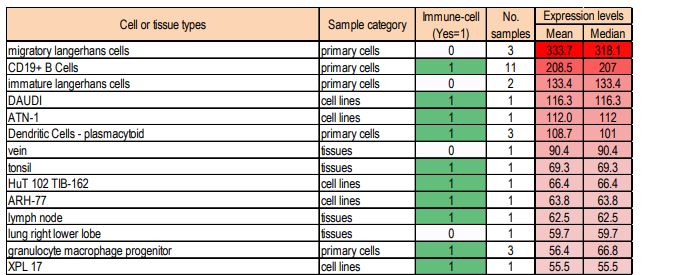 Cell or tissue types Sample category Immune-cell (Yes=1) No. samples Expression levels
Mean Median
migratory langerhans cells primary cells 0 3 333.7 318.1
CD19+ B Cells primary cells 1 11 208.5 207
immature langerhans cells primary cells 0 2 133.4 133.4
DAUDI cell lines 1 1 116.3 116.3
ATN-1 cell lines 1 1 112.0 112
Dendritic Cells - plasmacytoid primary cells 1 3 108.7 101
vein tissues 0 1 90.4 90.4
tonsil tissues 1 1 69.3 69.3
HuT 102 TIB-162 cell lines 1 1 66.4 66.4
ARH-77 cell lines 1 1 63.8 63.8
lymph node tissues 1 1 62.5 62.5
lung right lower lobe tissues 0 1 59.7 59.7
granulocyte macrophage progenitor primary cells 1 3 56.4 66.8
XPL 17 cell lines 1 1 55.5 55.5